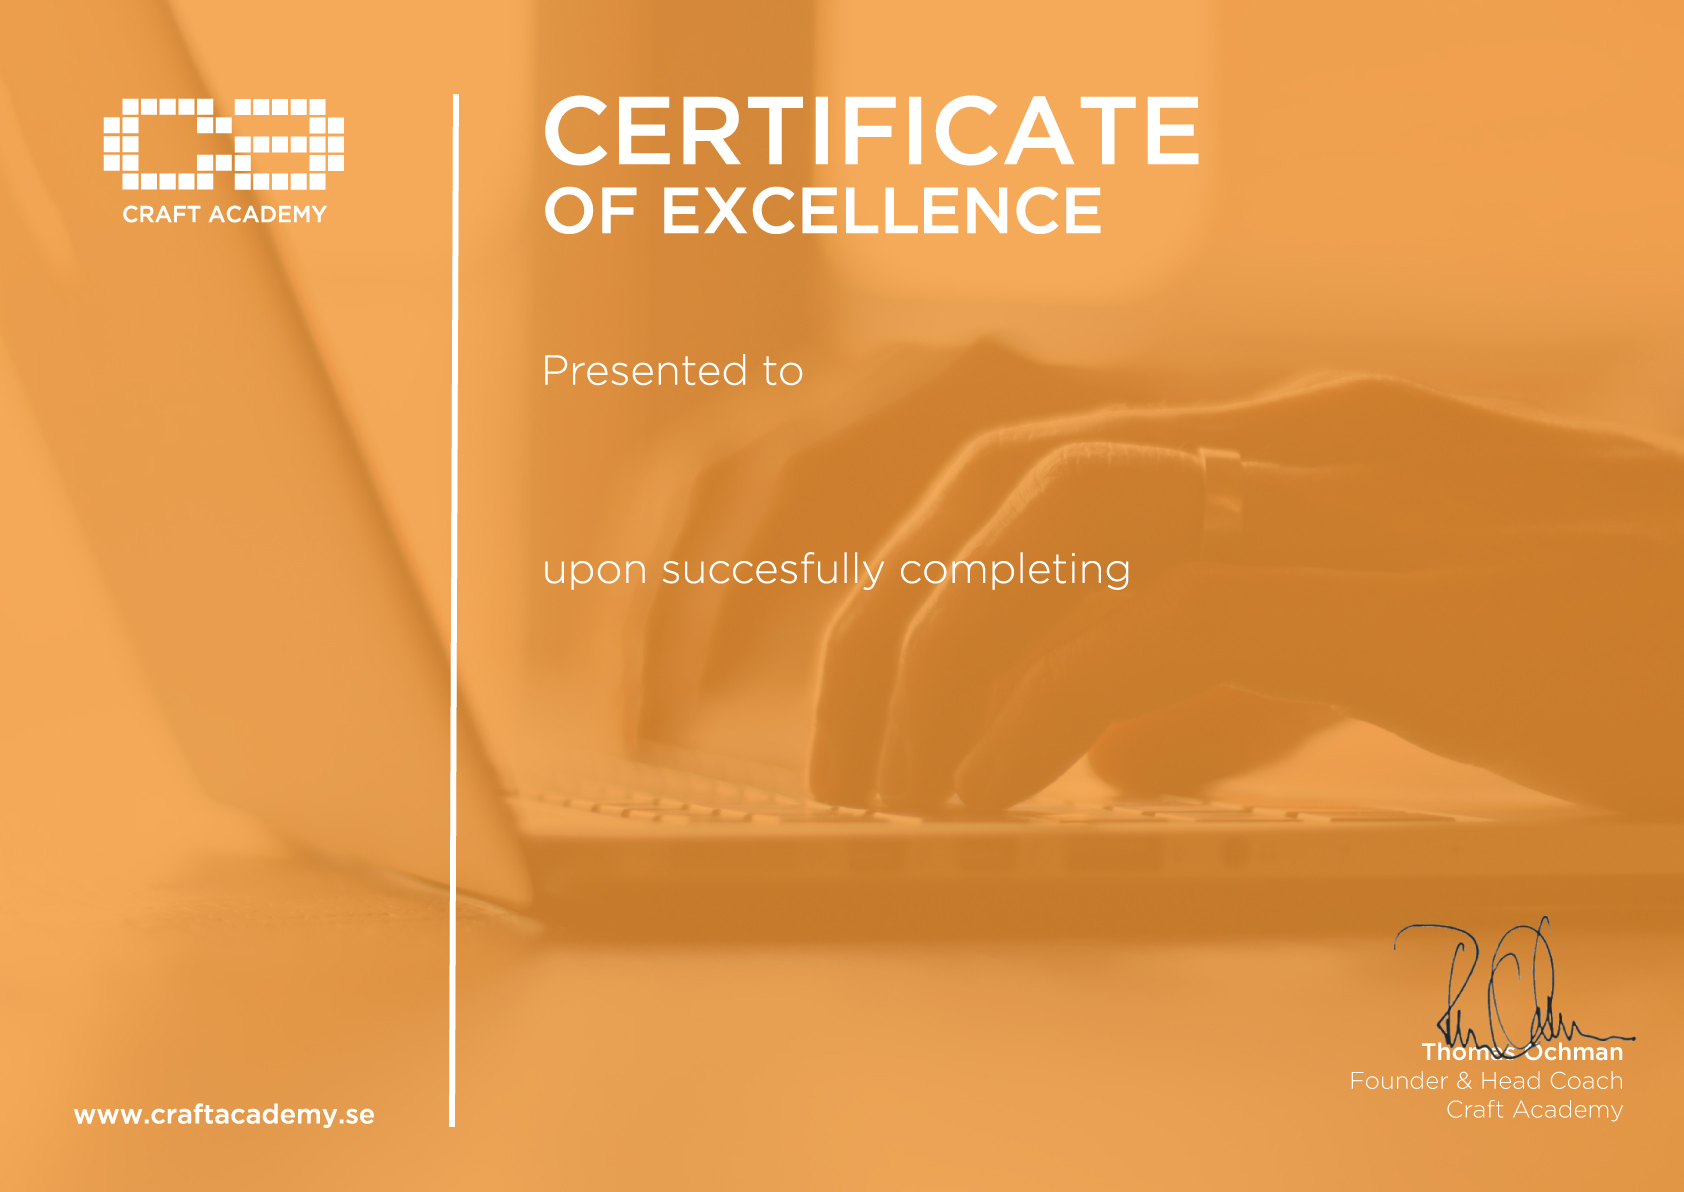 CRAFT ACADEMY
CERTIFICATE
OF EXCELLENCE
Presented to
upon succesfully completing
Thomas Ochman
Founder & Head Coach
Craft Academy
www.craftacademy.se